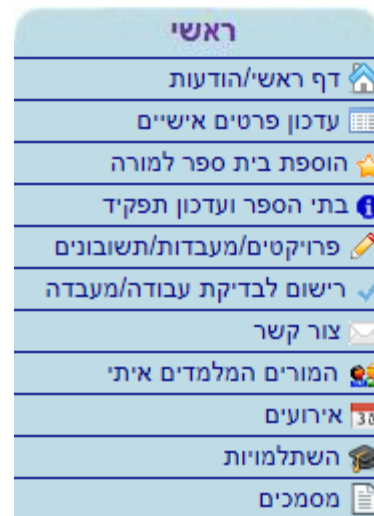 ראשי
דף ראשי/הודעות
עדכון פרטים אישיים
הוספת בית ספר למורה
בתי הספר ועדכון תפקיד
פרויקטים/מעבדות/תשובונים
רישום לבדיקת עבודה/מעבדה
צור קשר
המורים המלמדים איתי
אירועים
השתלמויות
מסמכים